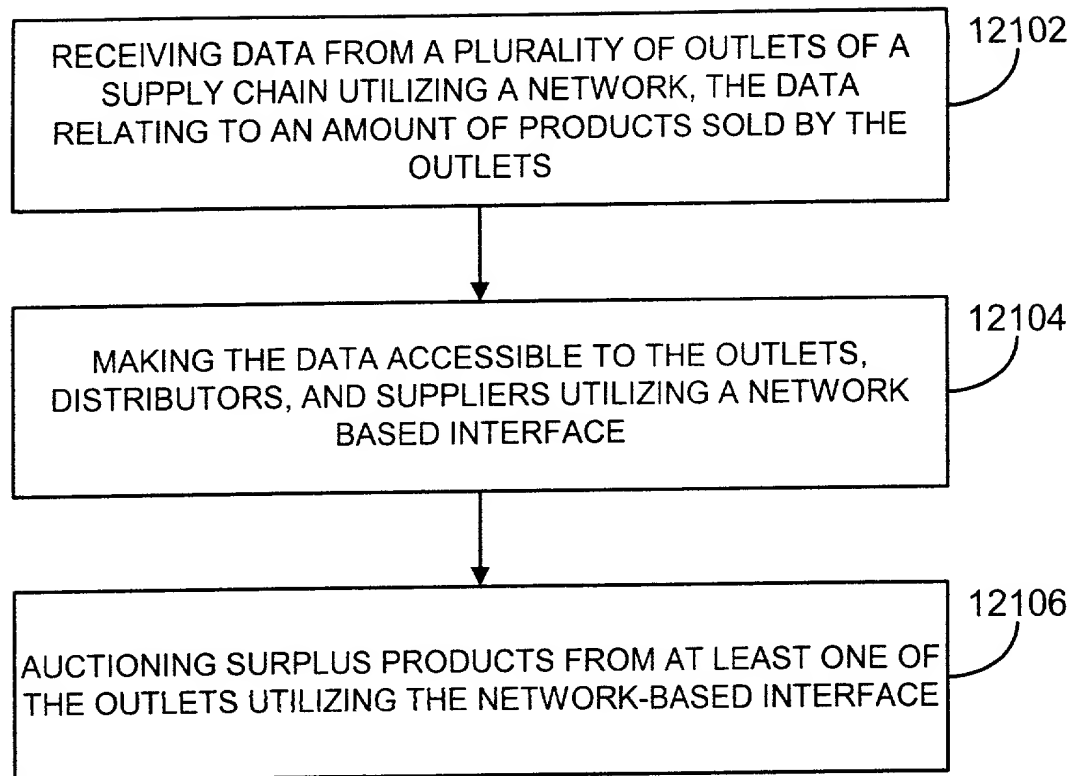 12102
RECEIVING DATA FROM A PLURALITY OF OUTLETS OF A
SUPPLY CHAIN UTILIZING A NETWORK, THE DATA
RELATING TO AN AMOUNT OF PRODUCTS SOLD BY THE
OUTLETS
12104
MAKING THE DATA ACCESSIBLE TO THE OUTLETS,
DISTRIBUTORS, AND SUPPLIERS UTILIZING A NETWORK
BASED INTERFACE
12106
AUCTIONING SURPLUS PRODUCTS FROM AT LEAST ONE OF
THE OUTLETS UTILIZING THE NETWORK-BASED INTERFACE